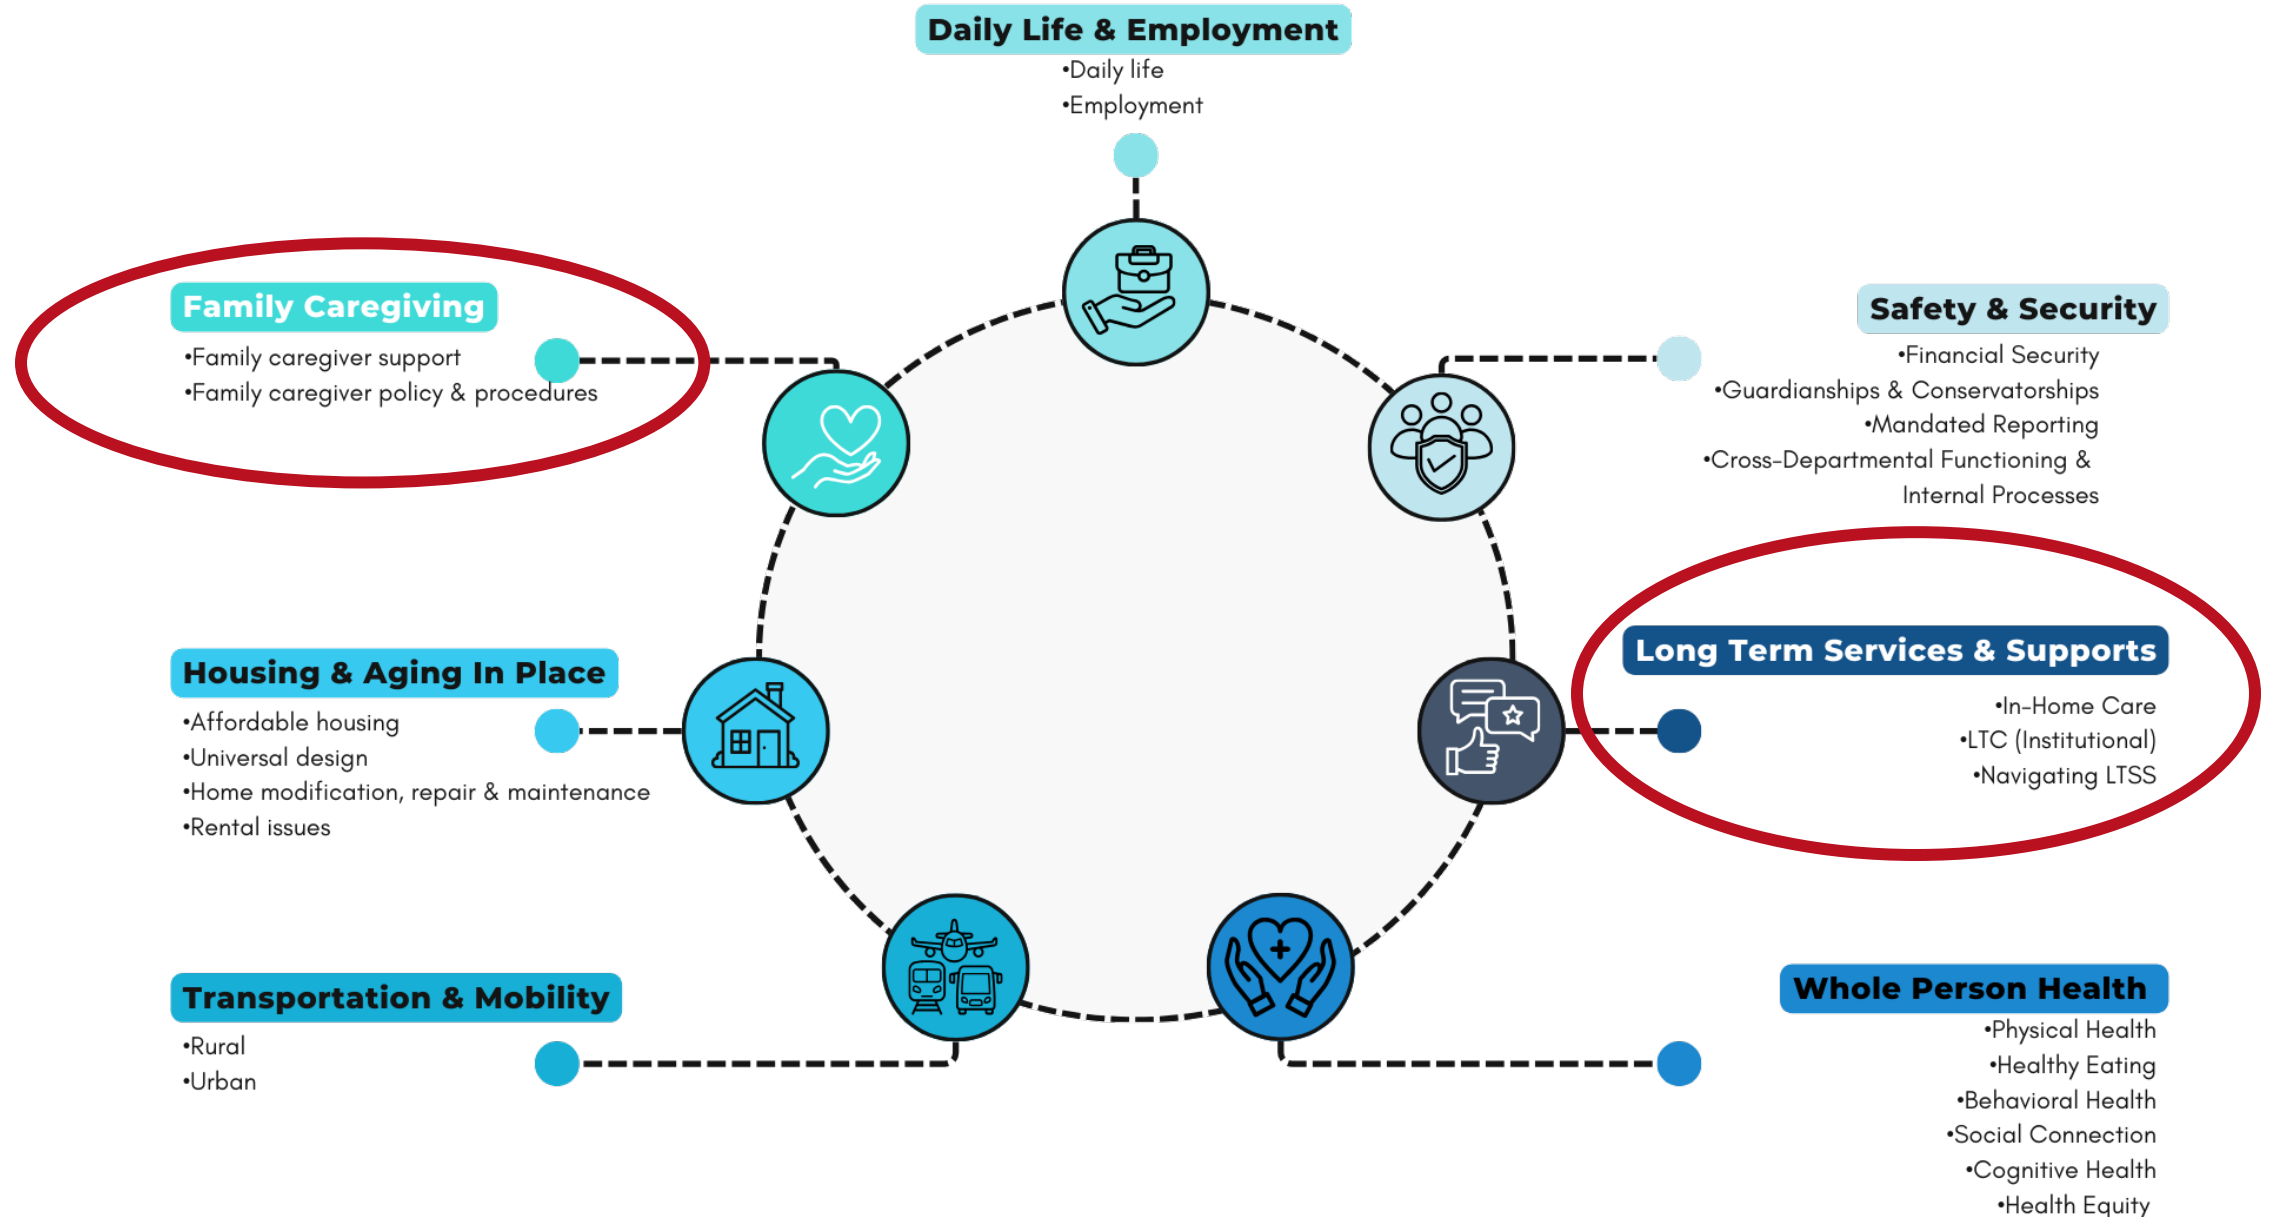 Daily Life & Employment
•Daily life
•Employment
Family Caregiving
•Family caregiver support
•Family caregiver policy & procedures
Safety & Security
•Financial Security
•Guardianships & Conservatorships
•Mandated Reporting
•Cross-Departmental Functioning &
Internal Processes
Housing & Aging In Place
•Affordable housing
•Universal design
•Home modification, repair & maintenance
•Rental issues
Long Term Services & Supports
•In-Home Care
•LTC (Institutional)
•Navigating LTSS
Transportation & Mobility
•Rural
•Urban
Whole Person Health
•Physical Health
•Healthy Eating
•Behavioral Health
•Social Connection
•Cognitive Health
•Health Equity